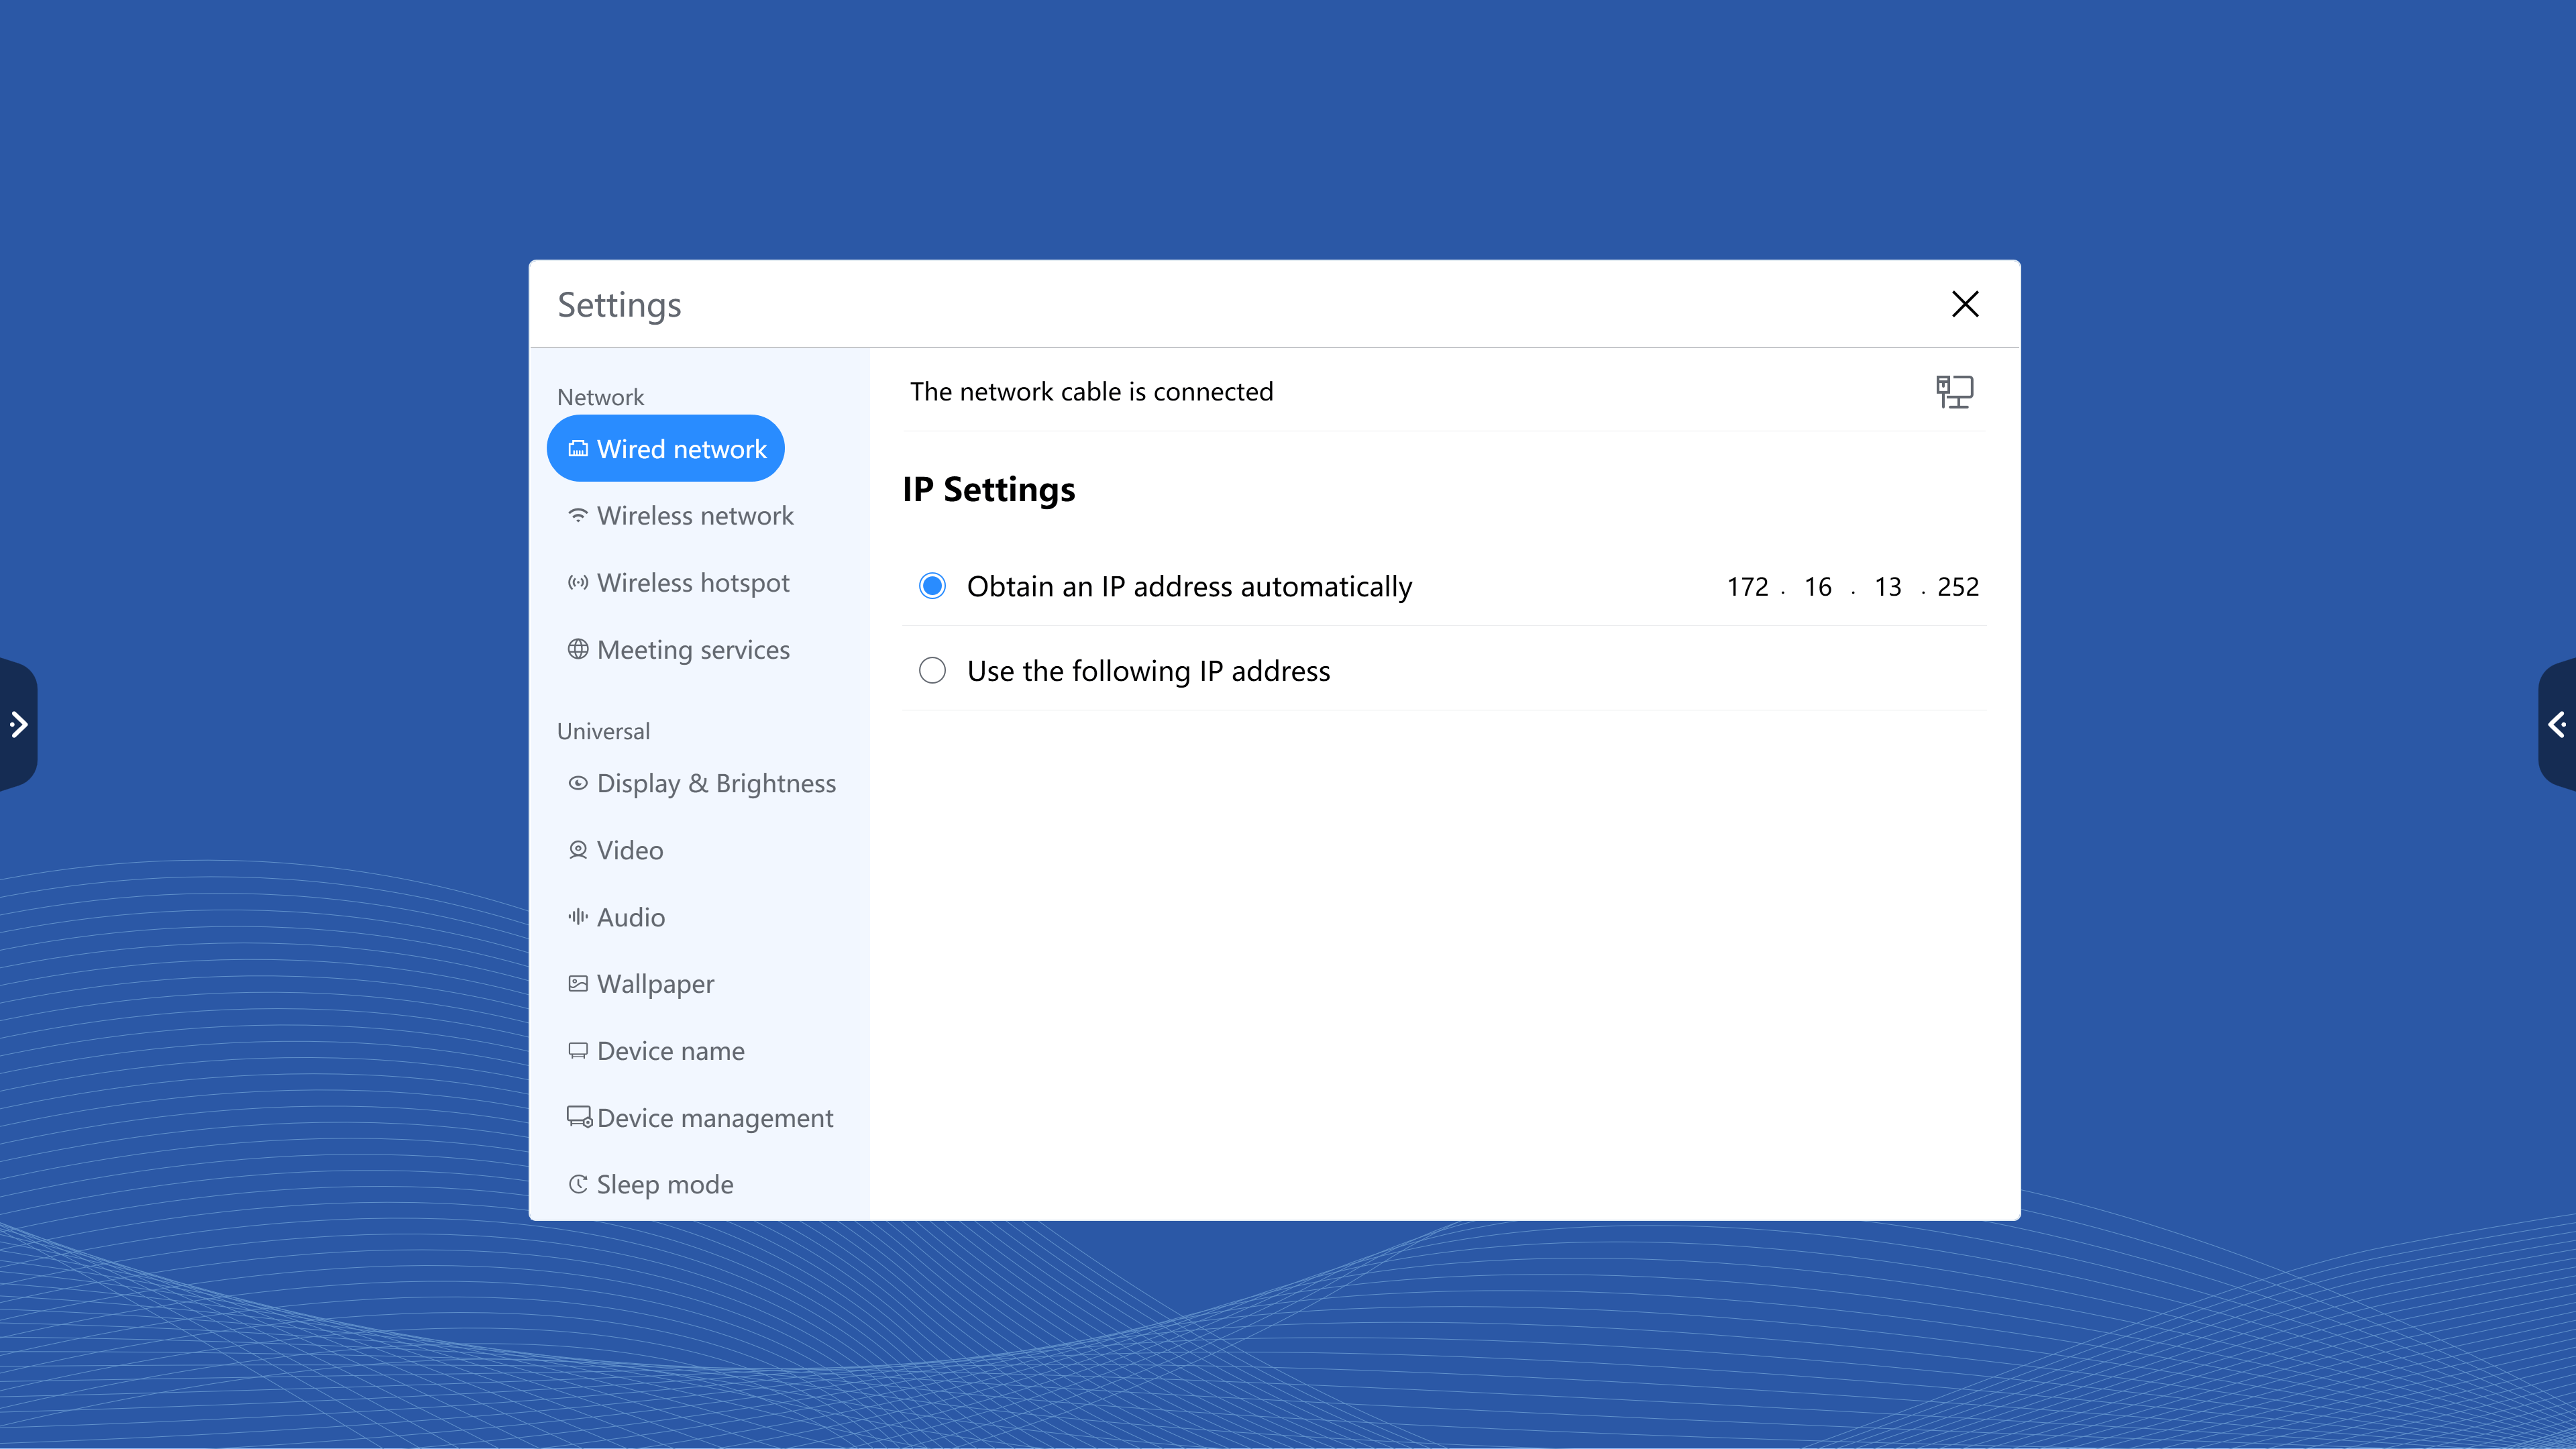 Settings
Network
Wired network
Wireless network
Wireless hotspot
Meeting services
Universal
Display & Brightness
Video
Audio
Wallpaper
Device name
Device management
Sleep mode
The network cable is connected
IP Settings
Obtain an IP address automatically 172 . 16 . 13 . 252
Use the following IP address